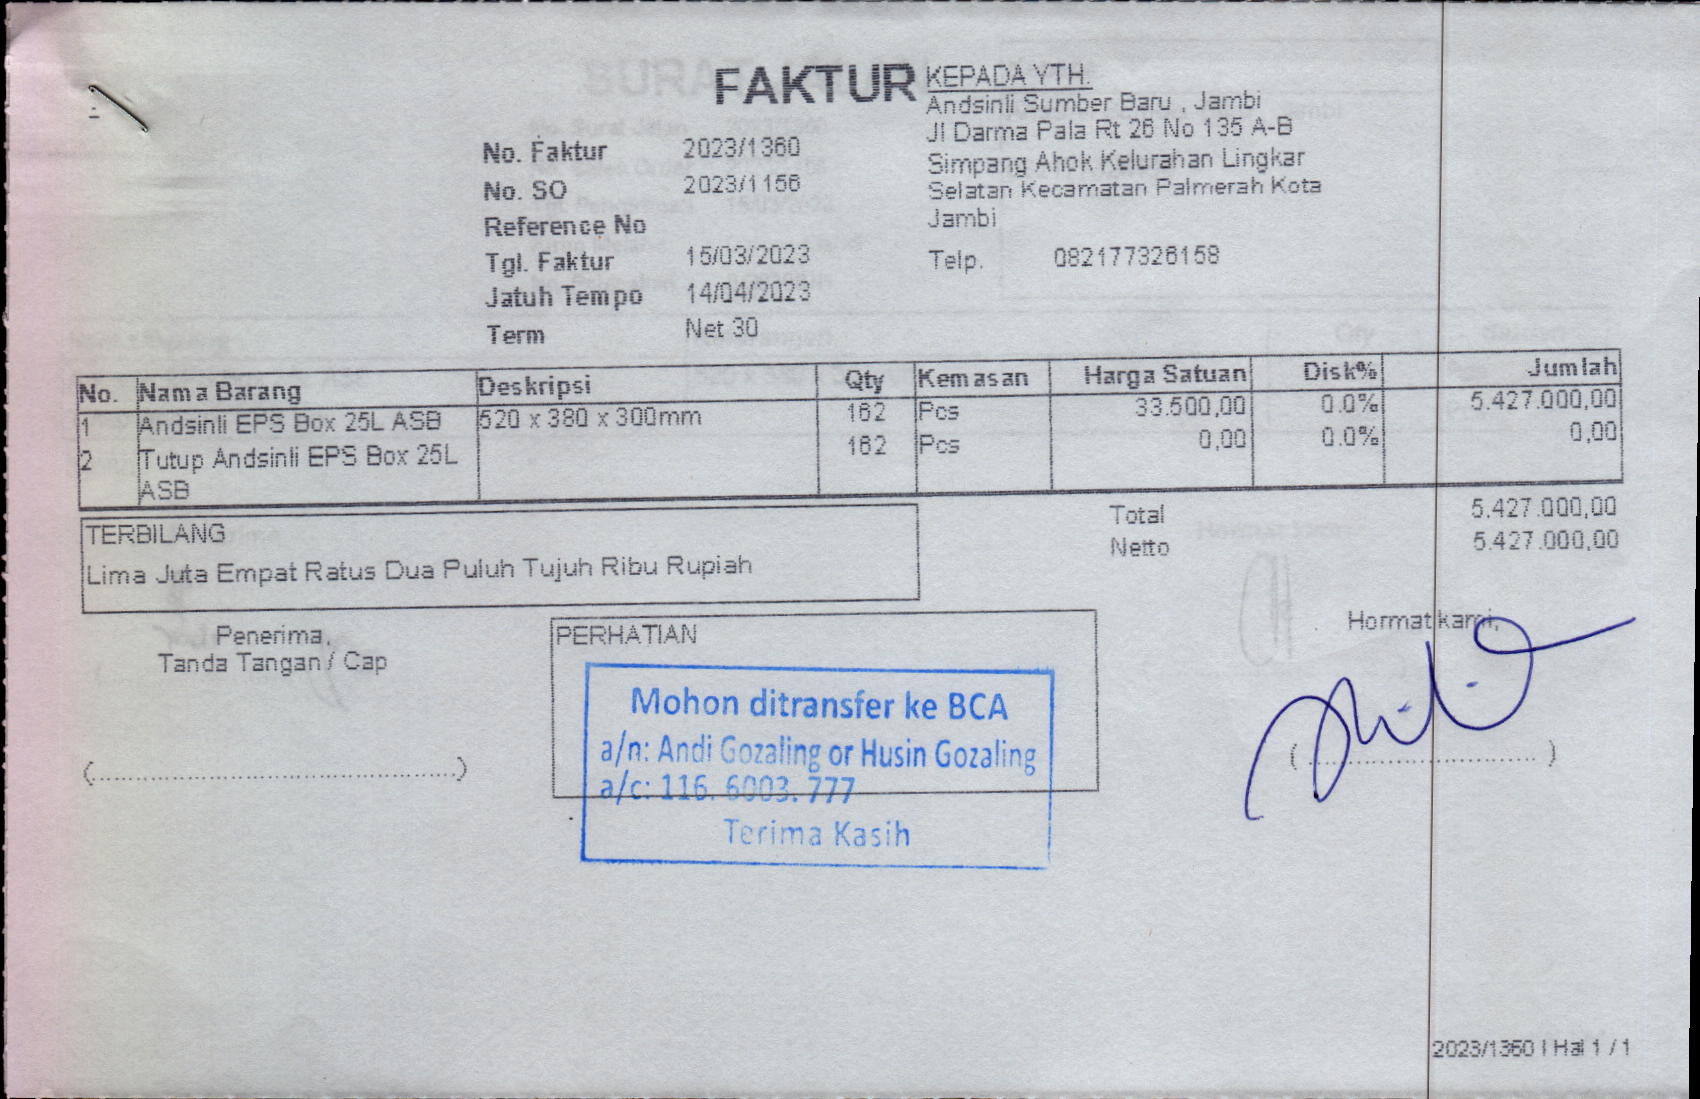 FAKTUR
KEPADA YTH.
Andsinli Sumber Baru , Jambi
Jl Darma Pala Rt 26 No 135 A-B
Simpang Ahok Kelurahan Lingkar
Selatan Kecamatan Palmerah Kota
Jambi
Telp. 082177326158
No. Faktur 2023/1360
No. SO 2023/1156
Reference No
Tgl. Faktur 15/03/2023
Jatuh Tempo 14/04/2023
Term Net 30
No. Nama Barang Deskripsi Qty Kemasan Harga Satuan Disk% Jumlah
1 Andsinli EPS Box 25L ASB 520 x 380 x 300mm 162 Pcs 33.500,00 0.0% 5.427.000,00
2 Tutup Andsinli EPS Box 25L 162 Pcs 0,00 0.0% 0,00
ASB
Total 5.427.000,00
Netto 5.427.000,00
TERBILANG
Lima Juta Empat Ratus Dua Puluh Tujuh Ribu Rupiah
Penerima,
Tanda Tangan / Cap
PERHATIAN
Mohon ditransfer ke BCA
a/n: Andi Gozaling or Husin Gozaling
a/c: 116. 6003. 777
Terima Kasih
Hormat kami,
2023/1360 | Hal 1 / 1